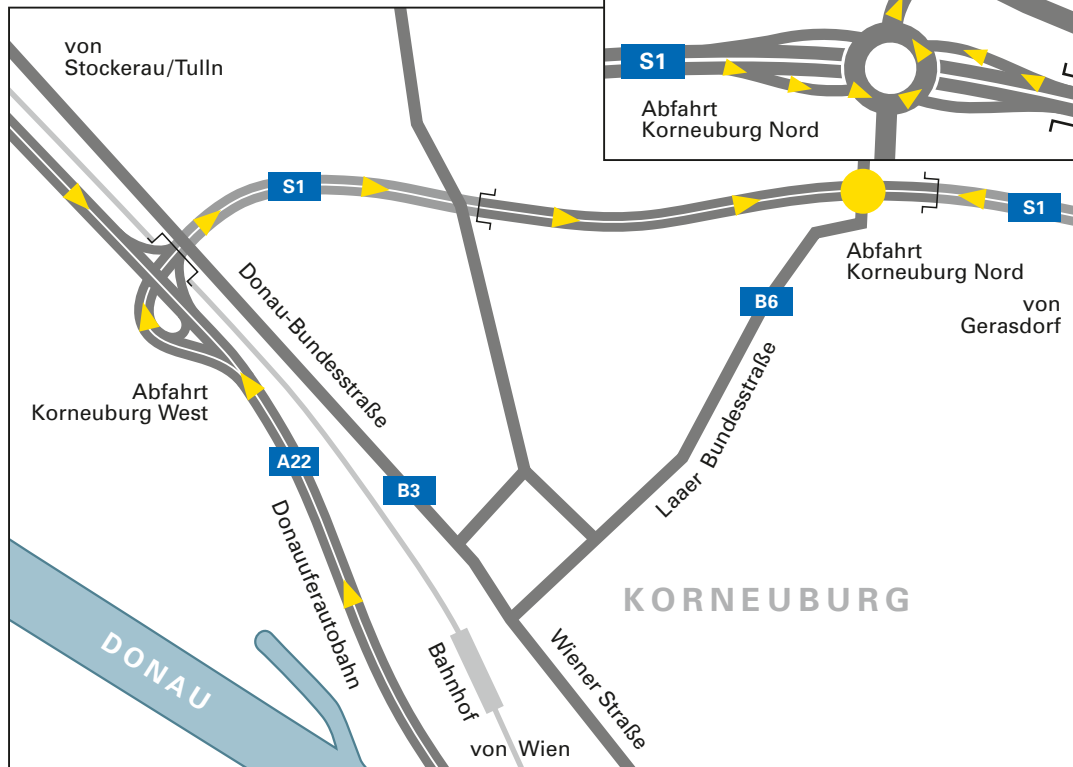 von
Stockerau/Tulln
S1
Abfahrt
Korneuburg Nord
S1
S1
Abfahrt
Korneuburg Nord
von
Gerasdorf
B6
Donau-Bundesstraße
Abfahrt
Korneuburg West
A22
B3
Laaer Bundesstraße
Donauuferautobahn
KORNEUBURG
DONAU
Bahnhof
Wiener Straße
von Wien